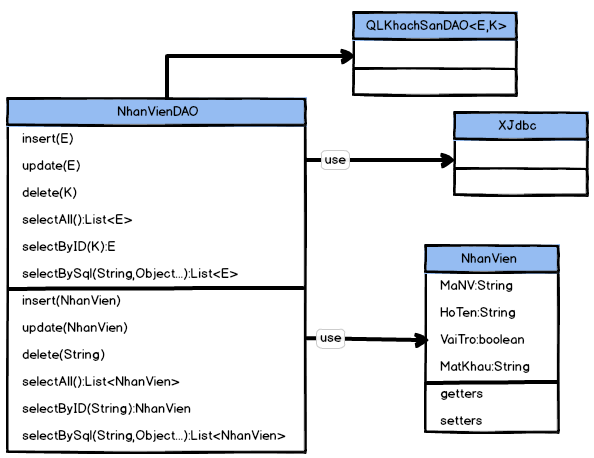 QLKhachSanDAO<E,K>
NhanVienDAO
insert(E)
update(E)
delete(K)
selectAll():List<E>
selectByID(K):E
selectBySql(String,Object...):List<E>
insert(NhanVien)
update(NhanVien)
delete(String)
selectAll():List<NhanVien>
selectByID(String):NhanVien
selectBySql(String,Object...):List<NhanVien>
use
XJdbc
use
NhanVien
MaNV:String
HoTen:String
VaiTro:boolean
MatKhau:String
getters
setters